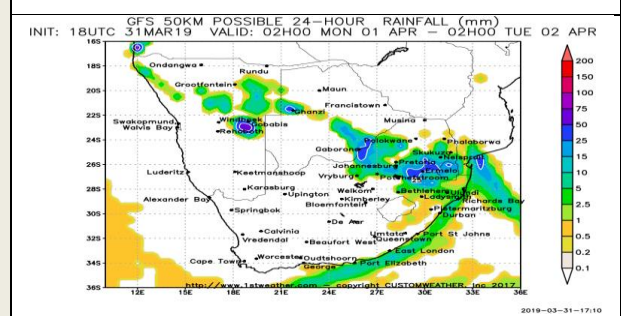 GFS 50KM POSSIBLE 24-HOUR RAINFALL (mm)
INIT: 18UTC 31MAR19 VALID: 02H00 MON 01 APR - 02H00 TUE 02 APR
16S
18S
20S
22S
24S
26S
28S
30S
32S
34S
36S
Ondangwa
Rundu
Grootfontein
Maun
Francistown
Ghanzi
Windhoek
Gobabis
Swakopmund
Walvis Bay
Rehoboth
Musina
Polokwane
Phalaborwa
Gaborone
Skukuza
Nelspruit
Johannesburg
Pretoria
Ermelo
Luderitz
Keetmanshoop
Vryburg
Karasburg
Upington
Welkom
Kimberley
Bethlehem
Ulundi
Ladysmith
Richards Bay
Alexander Bay
Bloemfontein
Pietermaritzburg
Durban
Springbok
De Aar
Calvinia
Vredendal
Umtata
Port St Johns
Queenstown
Beaufort West
East London
Cape Town
Worcester
Oudtshoorn
George
Port Elizabeth
http://www.1stweather.com - copyright CUSTOMWEATHER, Inc 2017
12E 15E 18E 21E 24E 27E 30E 33E 36E
200
150
100
75
50
25
15
10
5
2.5
1
0.5
0.2
0.1
2019-03-31-17:10